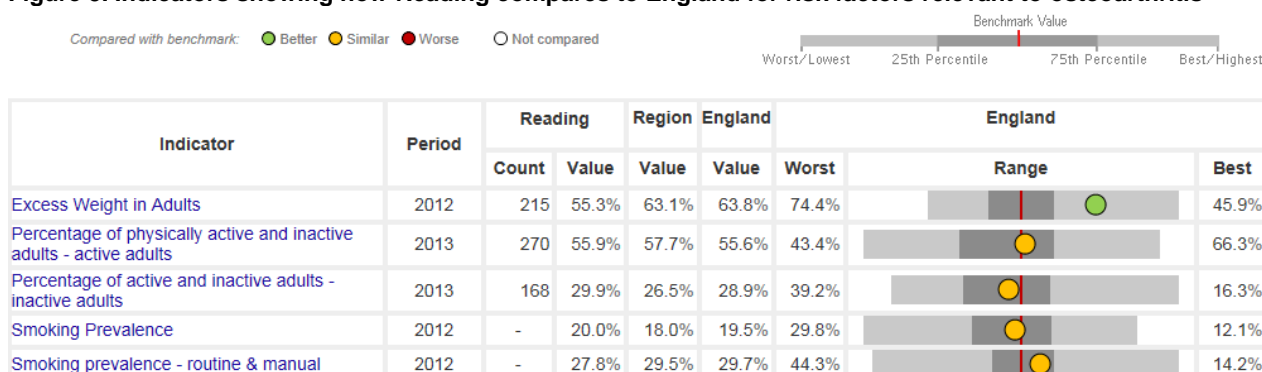 Compared with benchmark: Better Similar Worse Not compared
Benchmark Value
Worst/Lowest 25th Percentile 75th Percentile Best/Highest
Indicator Period Reading Region England England
Count Value Value Value Worst Range Best
Excess Weight in Adults 2012 215 55.3% 63.1% 63.8% 74.4% 45.9%
Percentage of physically active and inactive
adults - active adults 2013 270 55.9% 57.7% 55.6% 43.4% 66.3%
Percentage of active and inactive adults -
inactive adults 2013 168 29.9% 26.5% 28.9% 39.2% 16.3%
Smoking Prevalence 2012 - 20.0% 18.0% 19.5% 29.8% 12.1%
Smoking prevalence - routine & manual 2012 - 27.8% 29.5% 29.7% 44.3% 14.2%